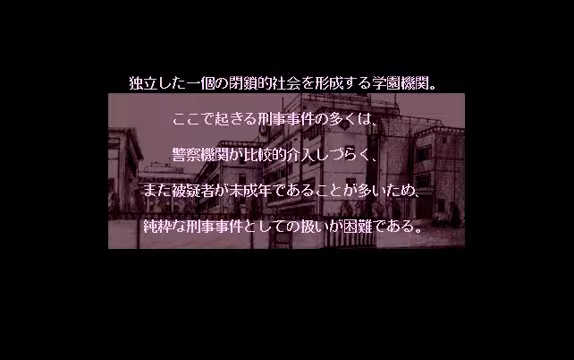 独立した一個の閉鎖的社会を形成する学園機関。
ここで起きる刑事事件の多くは、
警察機関が比較的介入しづらく、
また被疑者が未成年であることが多いため、
純粋な刑事事件としての扱いが困難である。